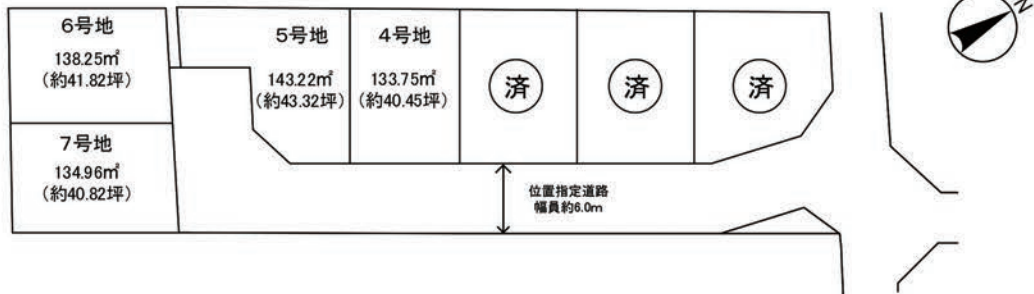 6号地
138.25㎡
(約41.82坪)
5号地
143.22㎡
(約43.32坪)
4号地
133.75㎡
(約40.45坪)
済
済
済
N
7号地
134.96㎡
(約40.82坪)
位置指定道路
幅員約6.0m